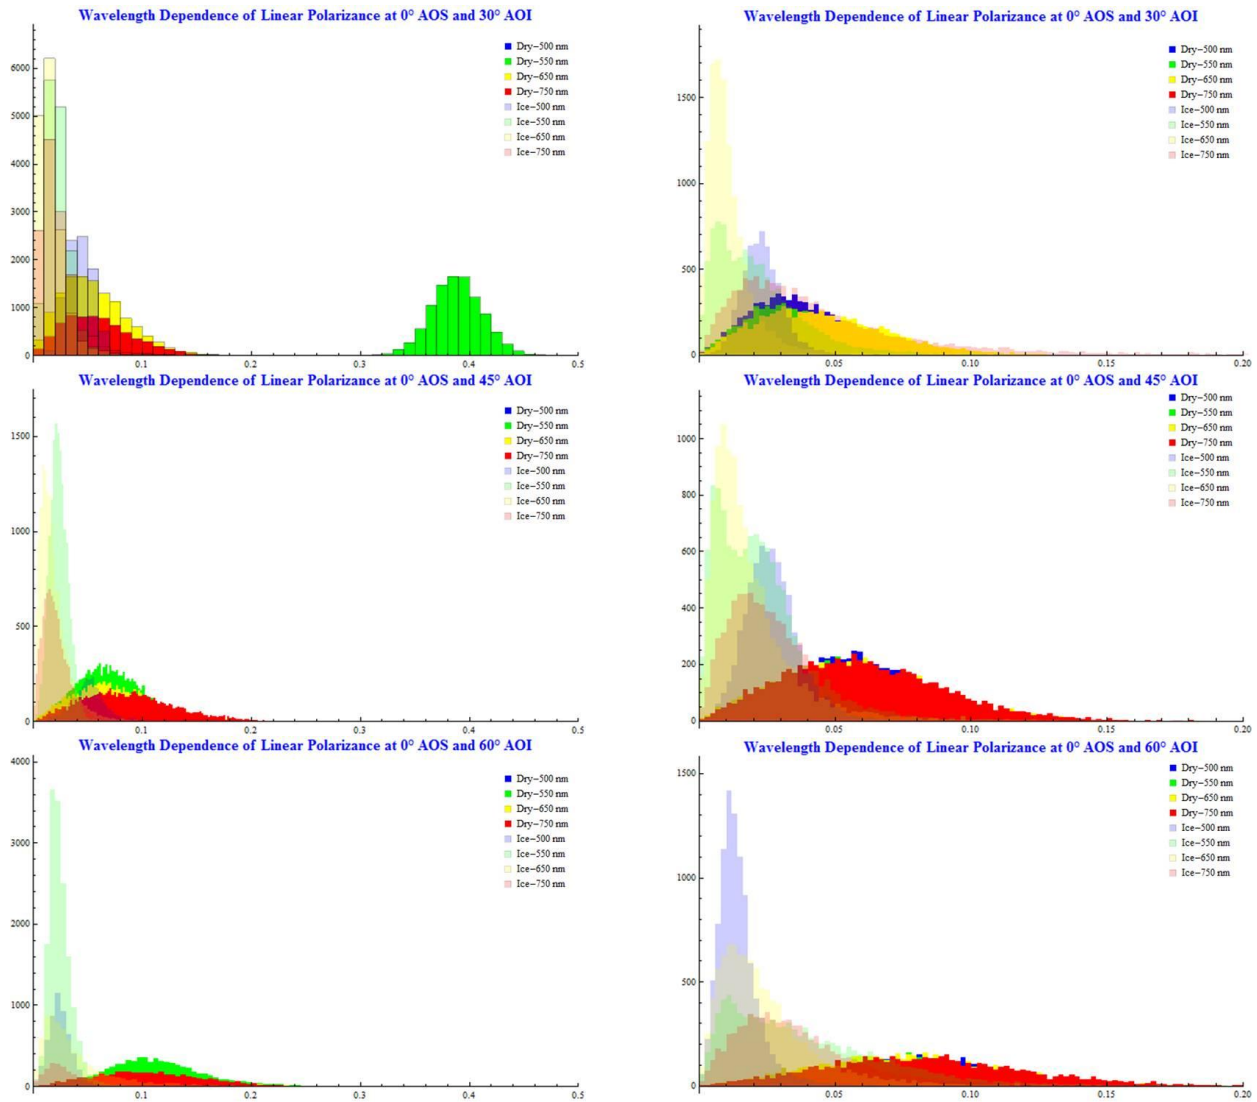 Wavelength Dependence of Linear Polarizance at 0° AOS and 30° AOI
6000
5000
4000
3000
2000
1000
0
0.1
0.2
0.3
0.4
0.5
Dry−500 nm
Dry−550 nm
Dry−650 nm
Dry−750 nm
Ice−500 nm
Ice−550 nm
Ice−650 nm
Ice−750 nm
Wavelength Dependence of Linear Polarizance at 0° AOS and 30° AOI
1500
1000
500
0
0.05
0.10
0.15
0.20
Dry−500 nm
Dry−550 nm
Dry−650 nm
Dry−750 nm
Ice−500 nm
Ice−550 nm
Ice−650 nm
Ice−750 nm
Wavelength Dependence of Linear Polarizance at 0° AOS and 45° AOI
1500
1000
500
0
0.1
0.2
0.3
0.4
0.5
Dry−500 nm
Dry−550 nm
Dry−650 nm
Dry−750 nm
Ice−500 nm
Ice−550 nm
Ice−650 nm
Ice−750 nm
Wavelength Dependence of Linear Polarizance at 0° AOS and 45° AOI
1000
800
600
400
200
0
0.05
0.10
0.15
0.20
Dry−500 nm
Dry−550 nm
Dry−650 nm
Dry−750 nm
Ice−500 nm
Ice−550 nm
Ice−650 nm
Ice−750 nm
Wavelength Dependence of Linear Polarizance at 0° AOS and 60° AOI
4000
3000
2000
1000
0
0.1
0.2
0.3
0.4
0.5
Dry−500 nm
Dry−550 nm
Dry−650 nm
Dry−750 nm
Ice−500 nm
Ice−550 nm
Ice−650 nm
Ice−750 nm
Wavelength Dependence of Linear Polarizance at 0° AOS and 60° AOI
1500
1000
500
0
0.05
0.10
0.15
0.20
Dry−500 nm
Dry−550 nm
Dry−650 nm
Dry−750 nm
Ice−500 nm
Ice−550 nm
Ice−650 nm
Ice−750 nm